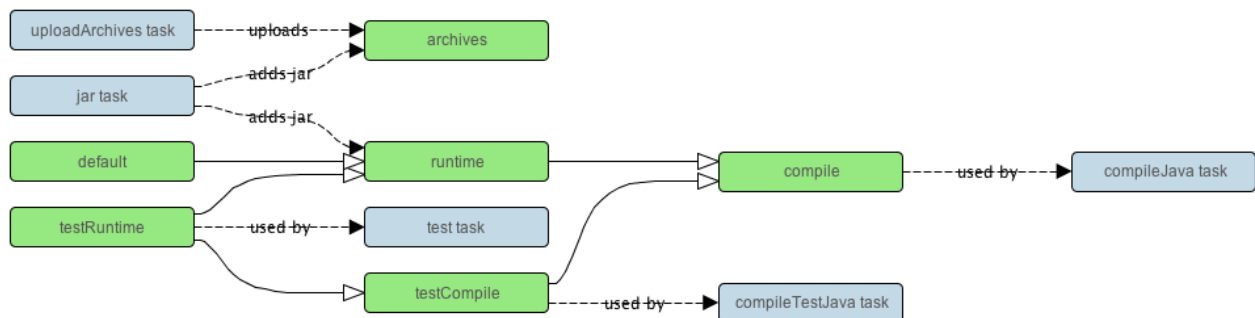 uploadArchives task
uploads
archives
adds jar
jar task
adds jar
default
runtime
compile
used by
compileJava task
testRuntime
used by
test task
testCompile
used by
compileTestJava task